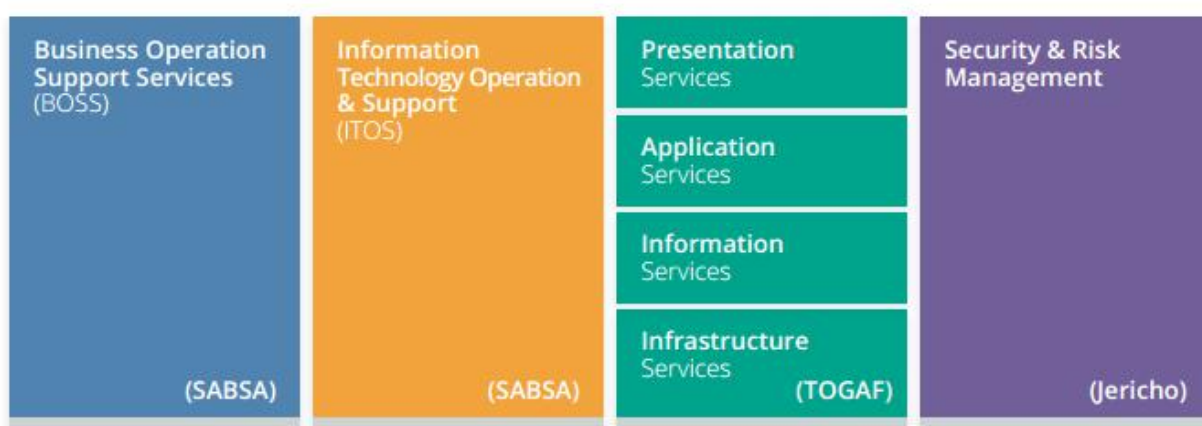 Business Operation
Support Services
(BOSS)
(SABSA)
Information
Technology Operation
& Support
(ITOS)
(SABSA)
Presentation
Services
Application
Services
Information
Services
Infrastructure
Services
(TOGAF)
Security & Risk
Management
(Jericho)